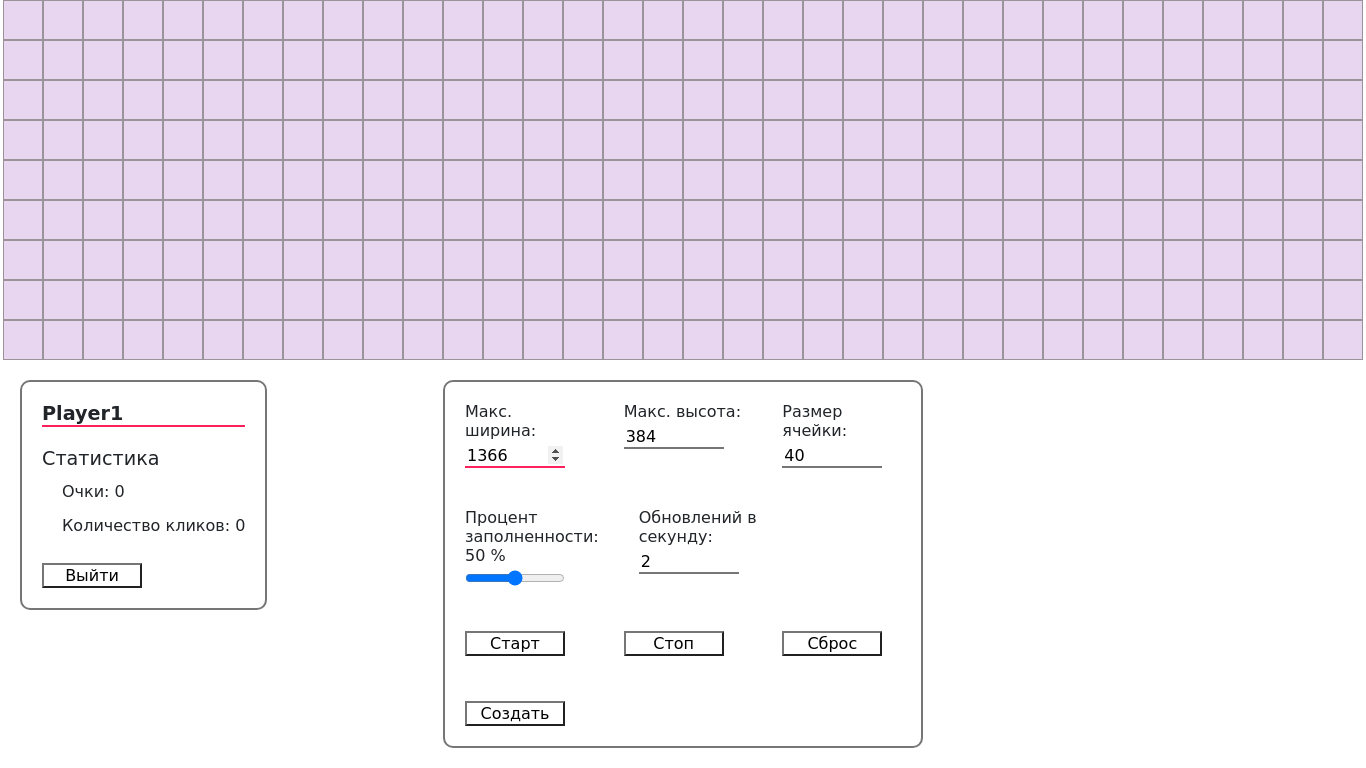 Player1
Статистика
Очки: 0
Количество кликов: 0
Выйти
Макс.
ширина:
1366
Макс. высота:
384
Размер
ячейки:
40
Процент
заполненности:
50 %
Обновлений в
секунду:
2
Старт
Стоп
Сброс
Создать